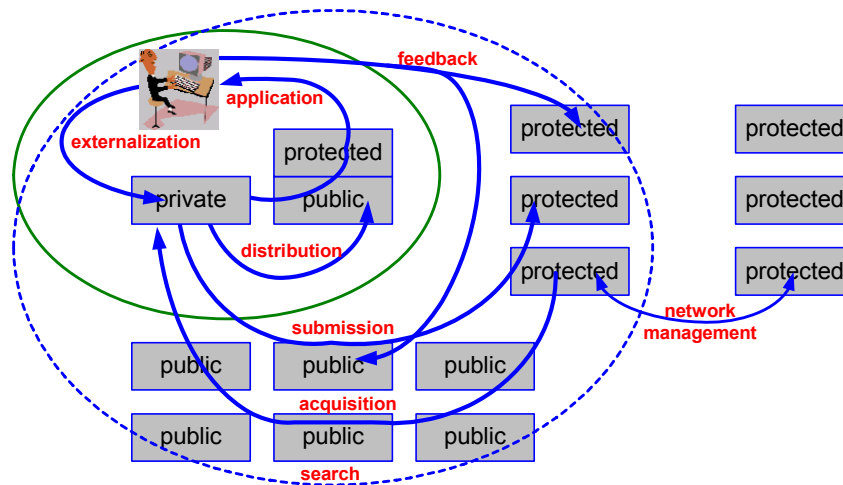 feedback
application
externalization
protected
protected
protected
private
public
protected
protected
distribution
protected
protected
submission
network
management
public
public
public
acquisition
public
public
public
search